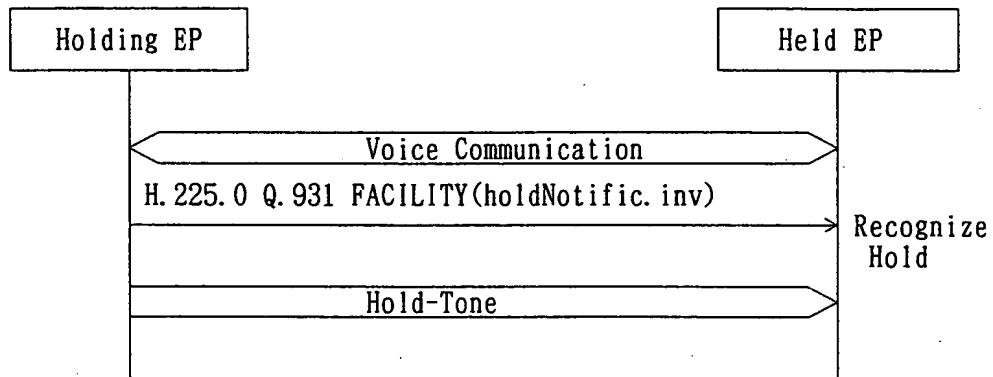 Holding EP
Held EP
Voice Communication
H.225.0 Q.931 FACILITY(holdNotific.inv)
Recognize
Hold
Hold-Tone